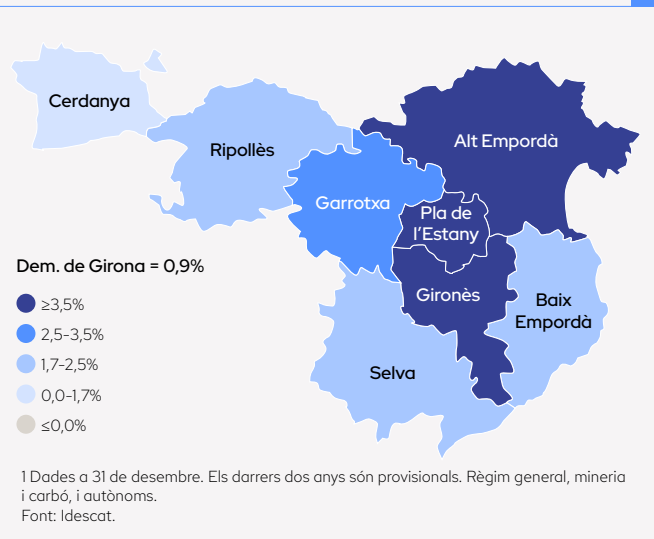 Cerdanya
Ripollès
Alt Empordà
Garrotxa
Pla de
l’Estany
Dem. de Girona = 0,9%
Gironès
≥3,5%
Baix
Empordà
2,5-3,5%
1,7-2,5%
Selva
0,0-1,7%
≤0,0%
1 Dades a 31 de desembre. Els darrers dos anys són provisionals. Règim general, mineria
i carbó, i autònoms.
Font: Idescat.